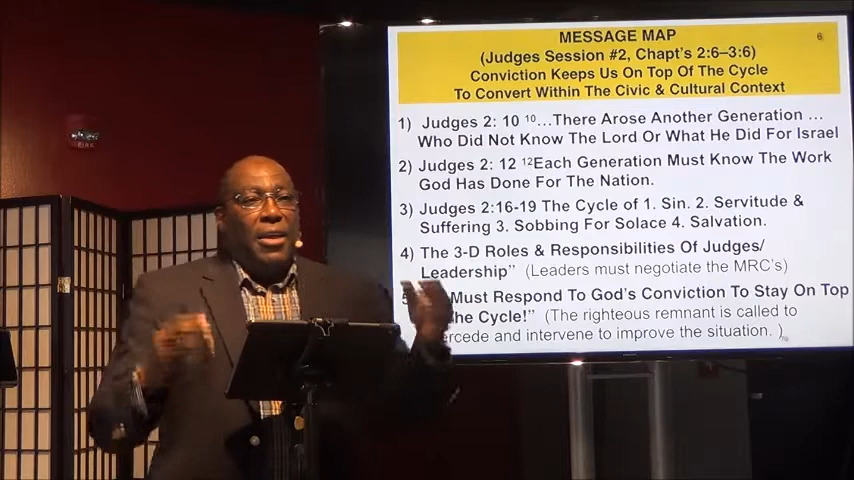 MESSAGE MAP
6
(Judges Session #2, Chapt's 2:6–3:6)
Conviction Keeps Us On Top Of The Cycle
To Convert Within The Civic & Cultural Context
1) Judges 2: 10 10...There Arose Another Generation ...
Who Did Not Know The Lord Or What He Did For Israel
2) Judges 2: 12 12Each Generation Must Know The Work
God Has Done For The Nation.
3) Judges 2:16-19 The Cycle of 1. Sin. 2. Servitude &
Suffering 3. Sobbing For Solace 4. Salvation.
4) The 3-D Roles & Responsibilities Of Judges/
Leadership" (Leaders must negotiate the MRC's)
Must Respond To God's Conviction To Stay On Top
the Cycle!" (The righteous remnant is called to
and intervene to improve the situation. )